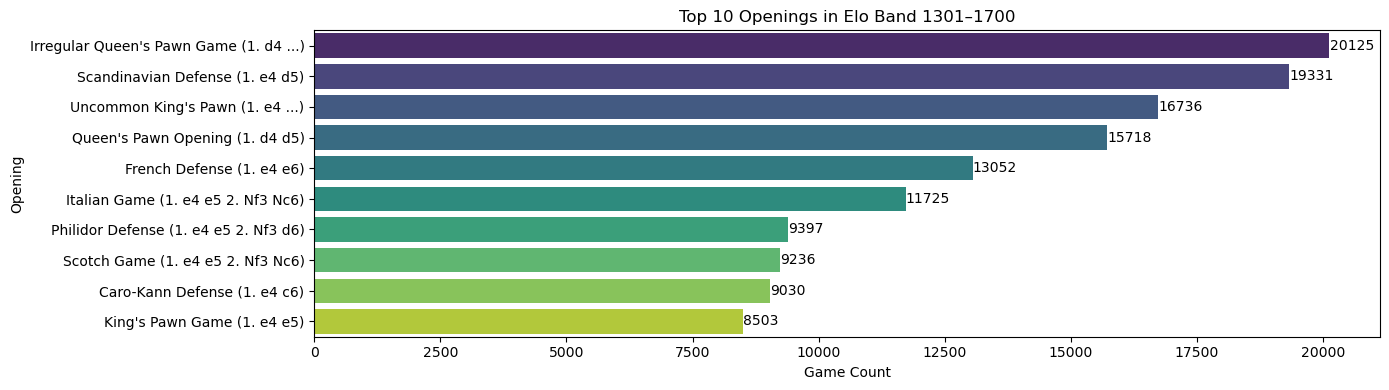 Top 10 Openings in Elo Band 1301–1700
Opening
Irregular Queen's Pawn Game (1. d4 ...) 20125
Scandinavian Defense (1. e4 d5) 19331
Uncommon King's Pawn (1. e4 ...) 16736
Queen's Pawn Opening (1. d4 d5) 15718
French Defense (1. e4 e6) 13052
Italian Game (1. e4 e5 2. Nf3 Nc6) 11725
Philidor Defense (1. e4 e5 2. Nf3 d6) 9397
Scotch Game (1. e4 e5 2. Nf3 Nc6) 9236
Caro-Kann Defense (1. e4 c6) 9030
King's Pawn Game (1. e4 e5) 8503
0 2500 5000 7500 10000 12500 15000 17500 20000
Game Count